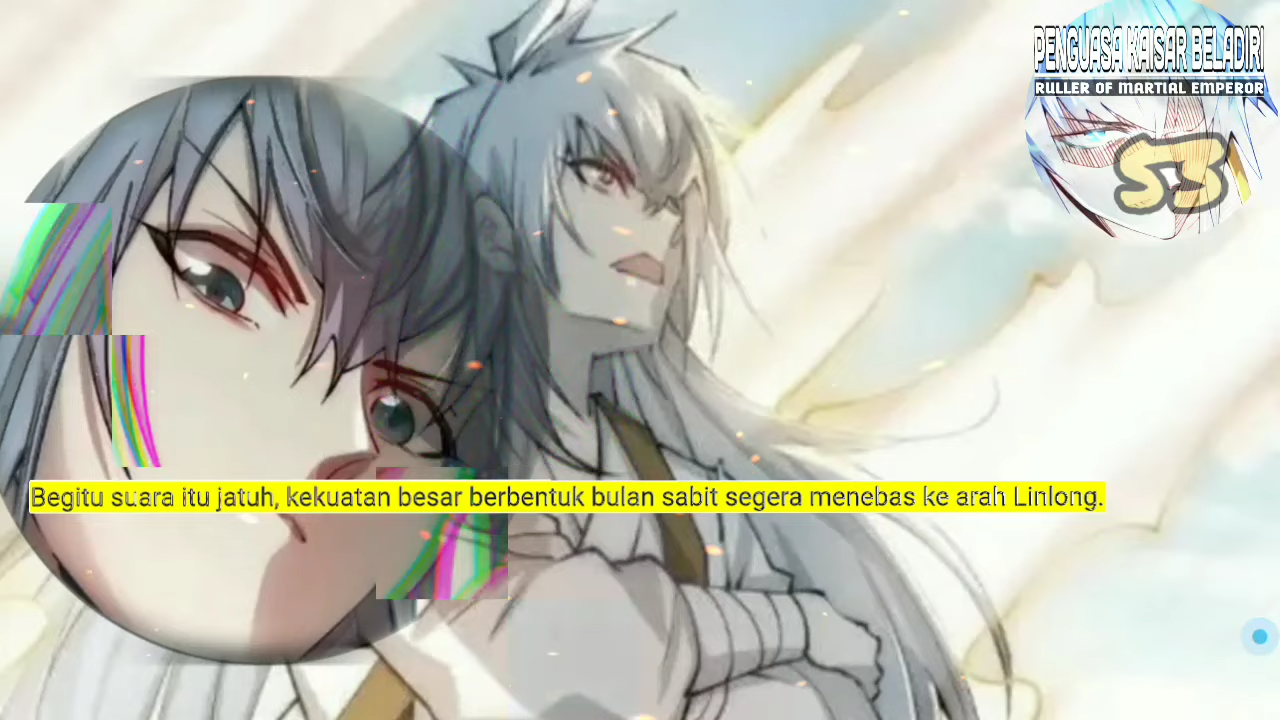 PENGUASA KAISAR BELADIRI
RULLER OF MARTIAL EMPEROR
53
Begitu suara itu jatuh, kekuatan besar berbentuk bulan sabit segera menebas ke arah Linlong.